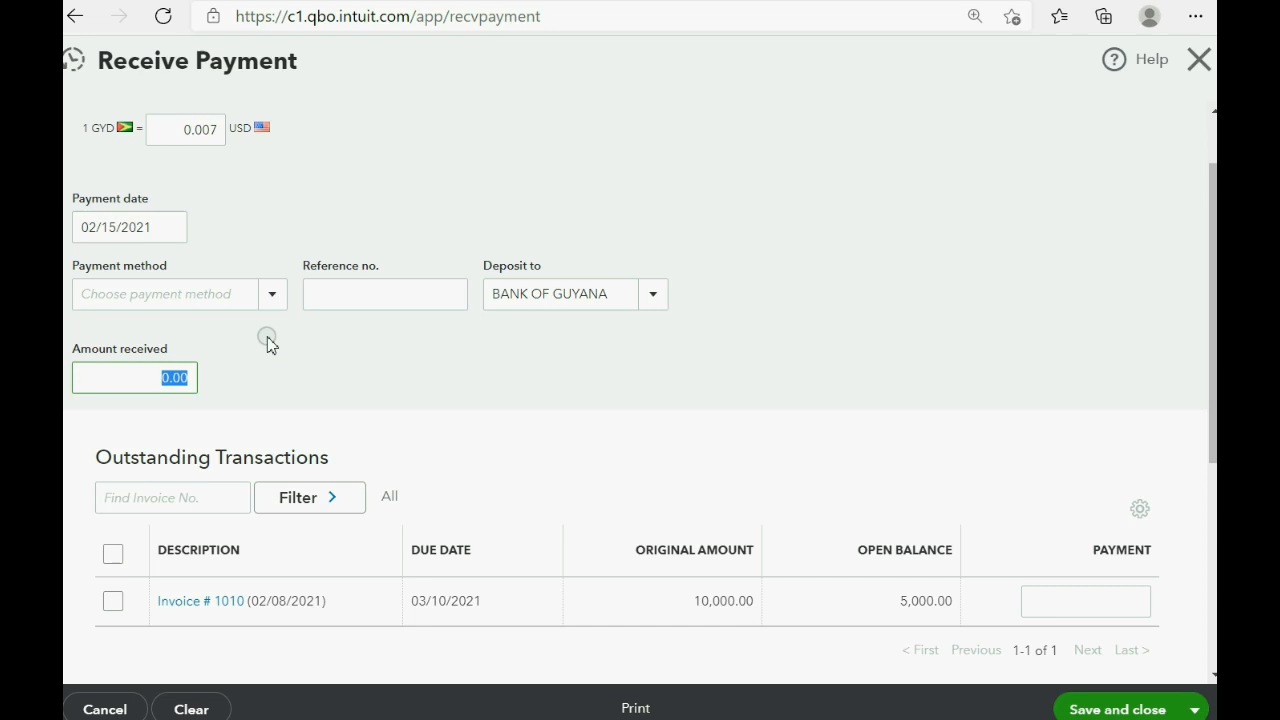 https://c1.qbo.intuit.com/app/recvpayment
Receive Payment
? Help
1 GYD = 0.007 USD
Payment date
02/15/2021
Payment method Reference no. Deposit to
Choose payment method BANK OF GUYANA
Amount received
0.00
Outstanding Transactions
Find Invoice No. Filter > All
DESCRIPTION DUE DATE ORIGINAL AMOUNT OPEN BALANCE PAYMENT
Invoice # 1010 (02/08/2021) 03/10/2021 10,000.00 5,000.00
< First Previous 1-1 of 1 Next Last >
Cancel Clear Print Save and close